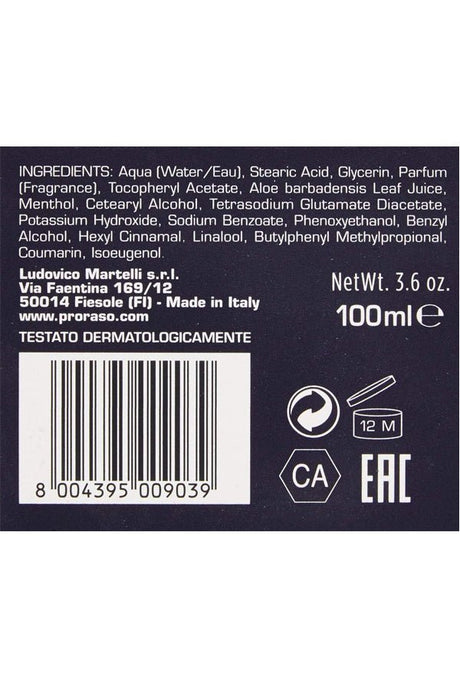 INGREDIENTS: Aqua (Water/Eau), Stearic Acid, Glycerin, Parfum
(Fragrance), Tocopheryl Acetate, Aloe barbadensis Leaf Juice,
Menthol, Cetearyl Alcohol, Tetrasodium Glutamate Diacetate,
Potassium Hydroxide, Sodium Benzoate, Phenoxyethanol, Benzyl
Alcohol, Hexyl Cinnamal, Linalool, Butylphenyl Methylpropional,
Coumarin, Isoeugenol.
Ludovico Martelli s.r.l.
Via Faentina 169/12
50014 Fiesole (FI) - Made in Italy
www.proraso.com
TESTATO DERMATOLOGICAMENTE
NetWt. 3.6 oz.
100ml℮
12 M
CA
EAC
8 004395 009039